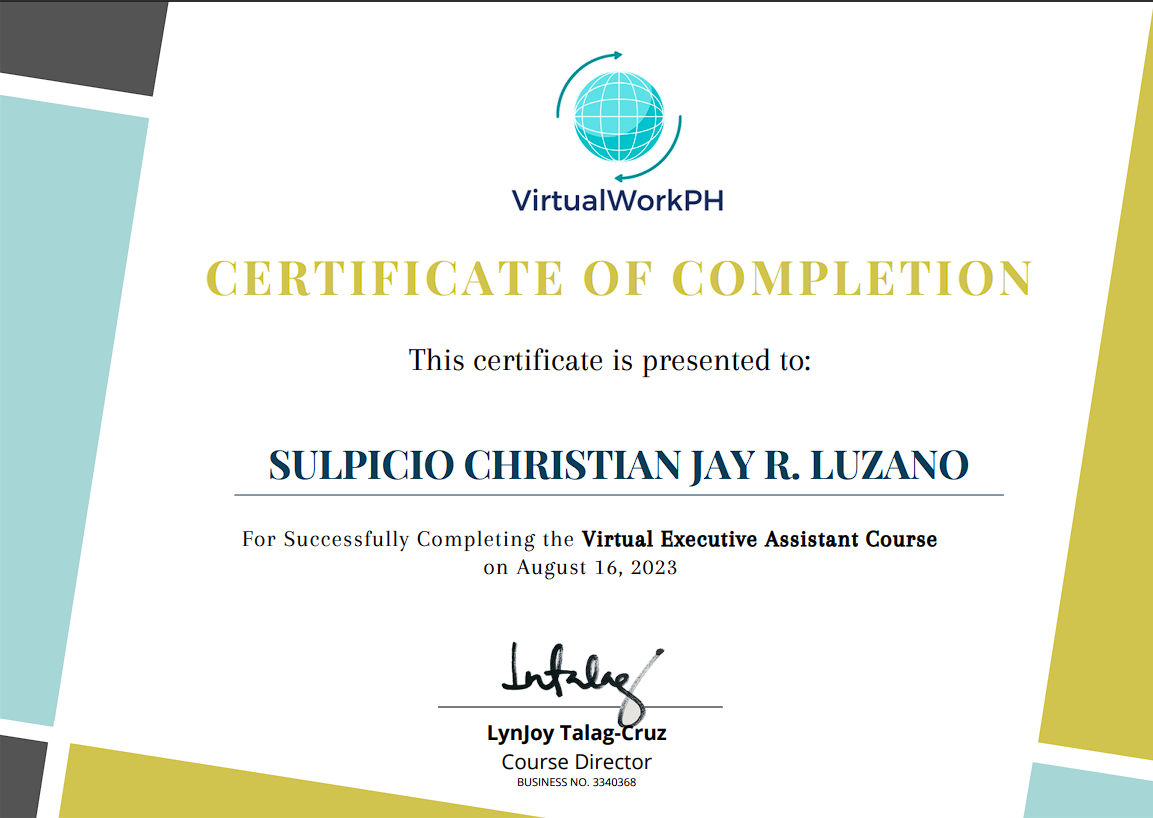 VirtualWorkPH
CERTIFICATE OF COMPLETION
This certificate is presented to:
SULPICIO CHRISTIAN JAY R. LUZANO
For Successfully Completing the Virtual Executive Assistant Course
on August 16, 2023
LynJoy Talag-Cruz
Course Director
BUSINESS NO. 3340368